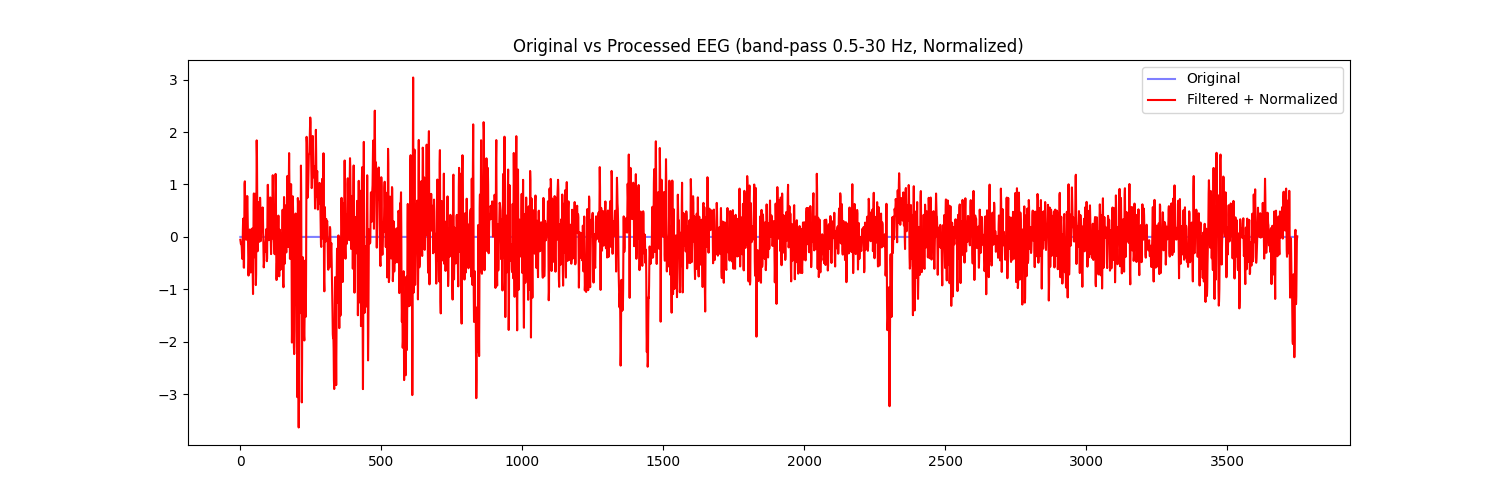 Original vs Processed EEG (band-pass 0.5-30 Hz, Normalized)
Original
Filtered + Normalized
3
2
1
0
−1
−2
−3
0 500 1000 1500 2000 2500 3000 3500